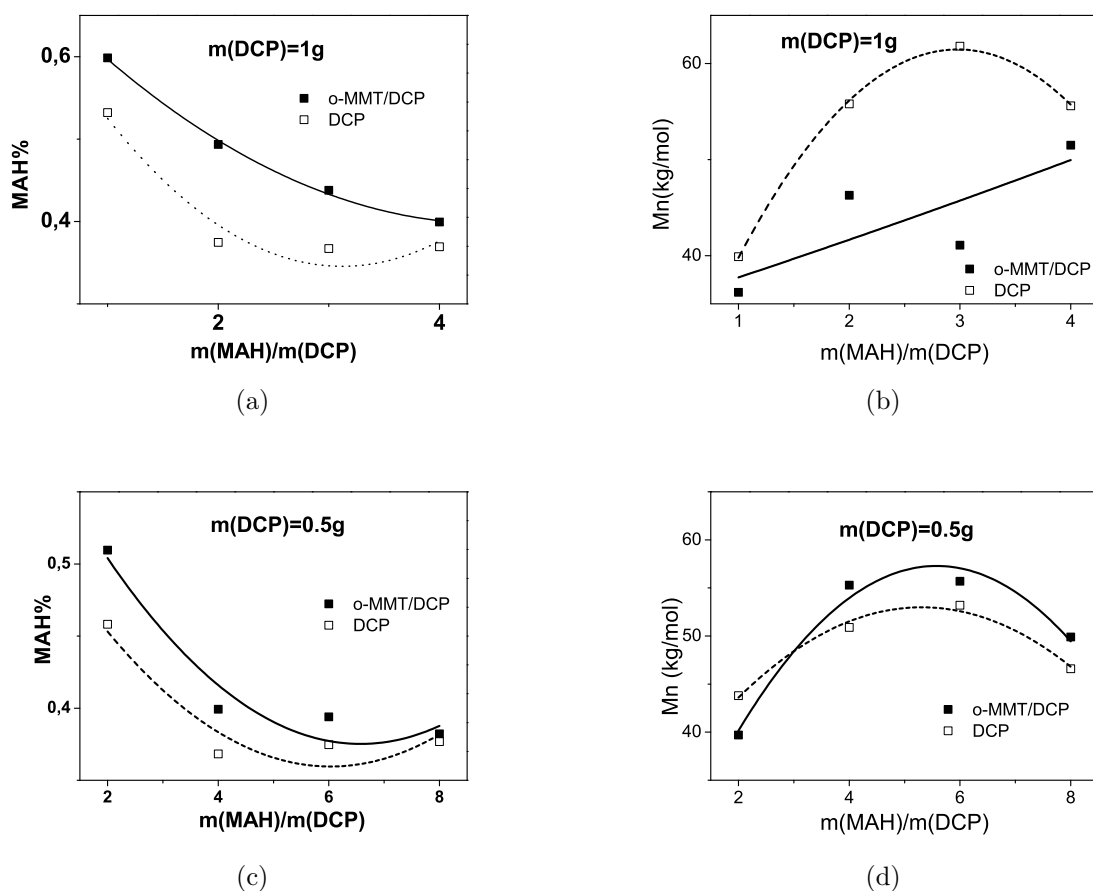 m(DCP)=1g
o-MMT/DCP
DCP
0,6
0,4
MAH%
2
4
m(MAH)/m(DCP)
(a)
m(DCP)=1g
60
40
Mn(kg/mol)
o-MMT/DCP
DCP
1
2
3
4
m(MAH)/m(DCP)
(b)
m(DCP)=0.5g
o-MMT/DCP
DCP
0,5
0,4
MAH%
2
4
6
8
m(MAH)/m(DCP)
(c)
m(DCP)=0.5g
60
50
40
Mn (kg/mol)
o-MMT/DCP
DCP
2
4
6
8
m(MAH)/m(DCP)
(d)